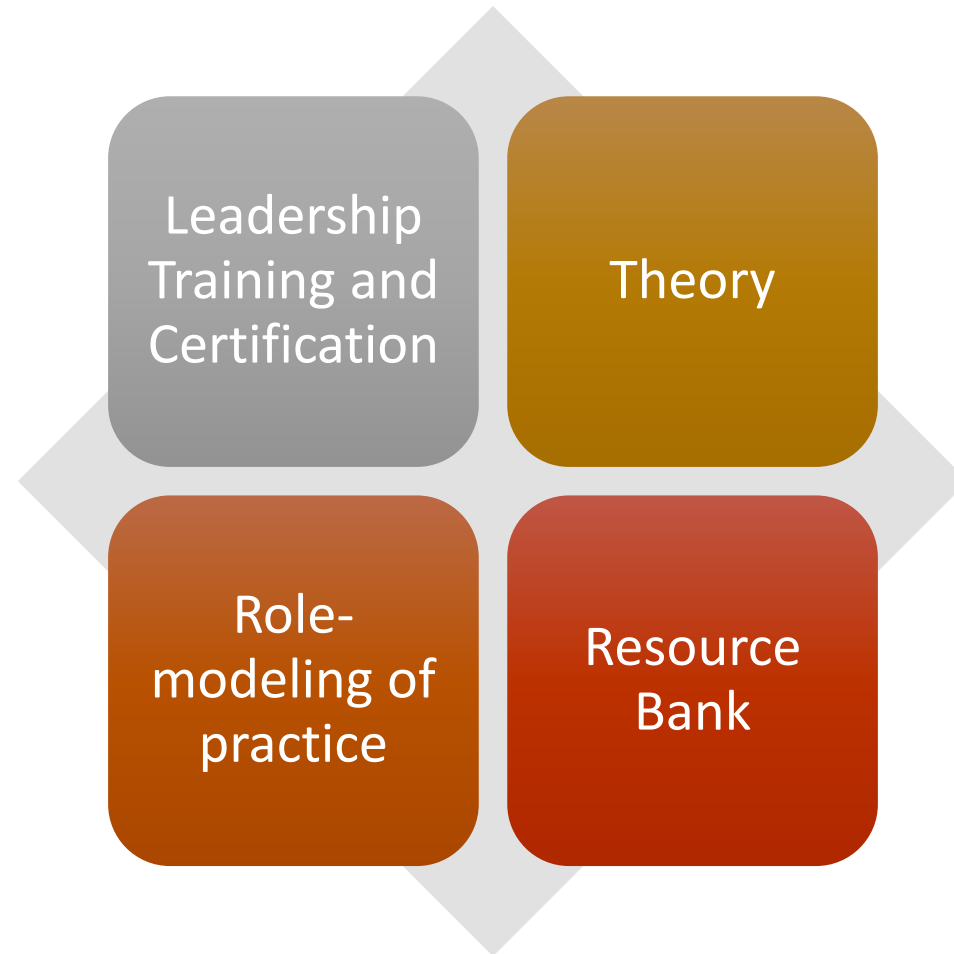 Leadership
Training and
Certification
Theory
Role-
modeling of
practice
Resource
Bank